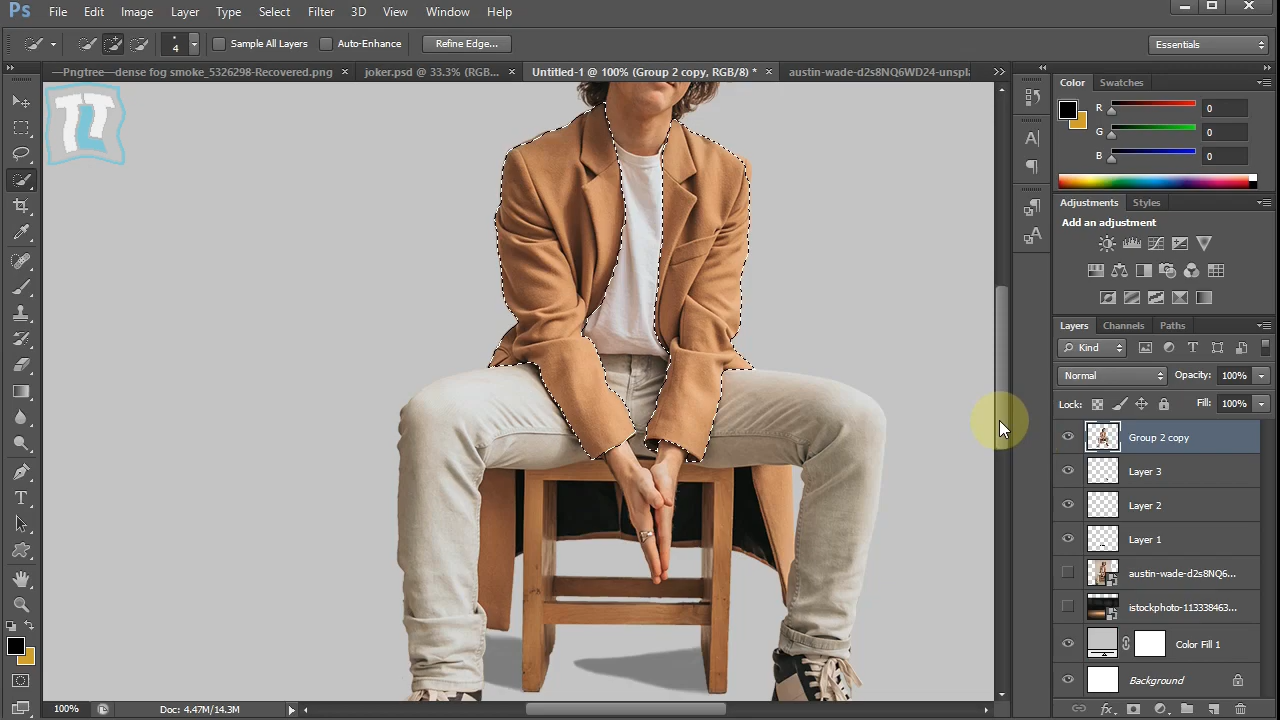 Ps File Edit Image Layer Type Select Filter 3D View Window Help
4 Sample All Layers Auto-Enhance Refine Edge... Essentials
—Pngtree—dense fog smoke_5326298-Recovered.png × joker.psd @ 33.3% (RGB... × Untitled-1 @ 100% (Group 2 copy, RGB/8) * × austin-wade-d2s8NQ6WD24-unspl
TL
Color Swatches
R 0
G 0
B 0
Adjustments Styles
Add an adjustment
Layers Channels Paths
Kind
Normal Opacity: 100%
Lock: Fill: 100%
Group 2 copy
Layer 3
Layer 2
Layer 1
austin-wade-d2s8NQ6...
istockphoto-113338463...
Color Fill 1
Background
100% Doc: 4.47M/14.3M